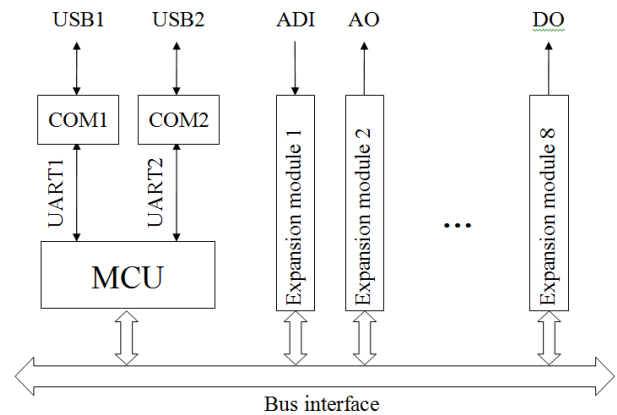 USB1 USB2 ADI AO DO
COM1 COM2
UART1 UART2
Expansion module 1
Expansion module 2
...
Expansion module 8
MCU
Bus interface